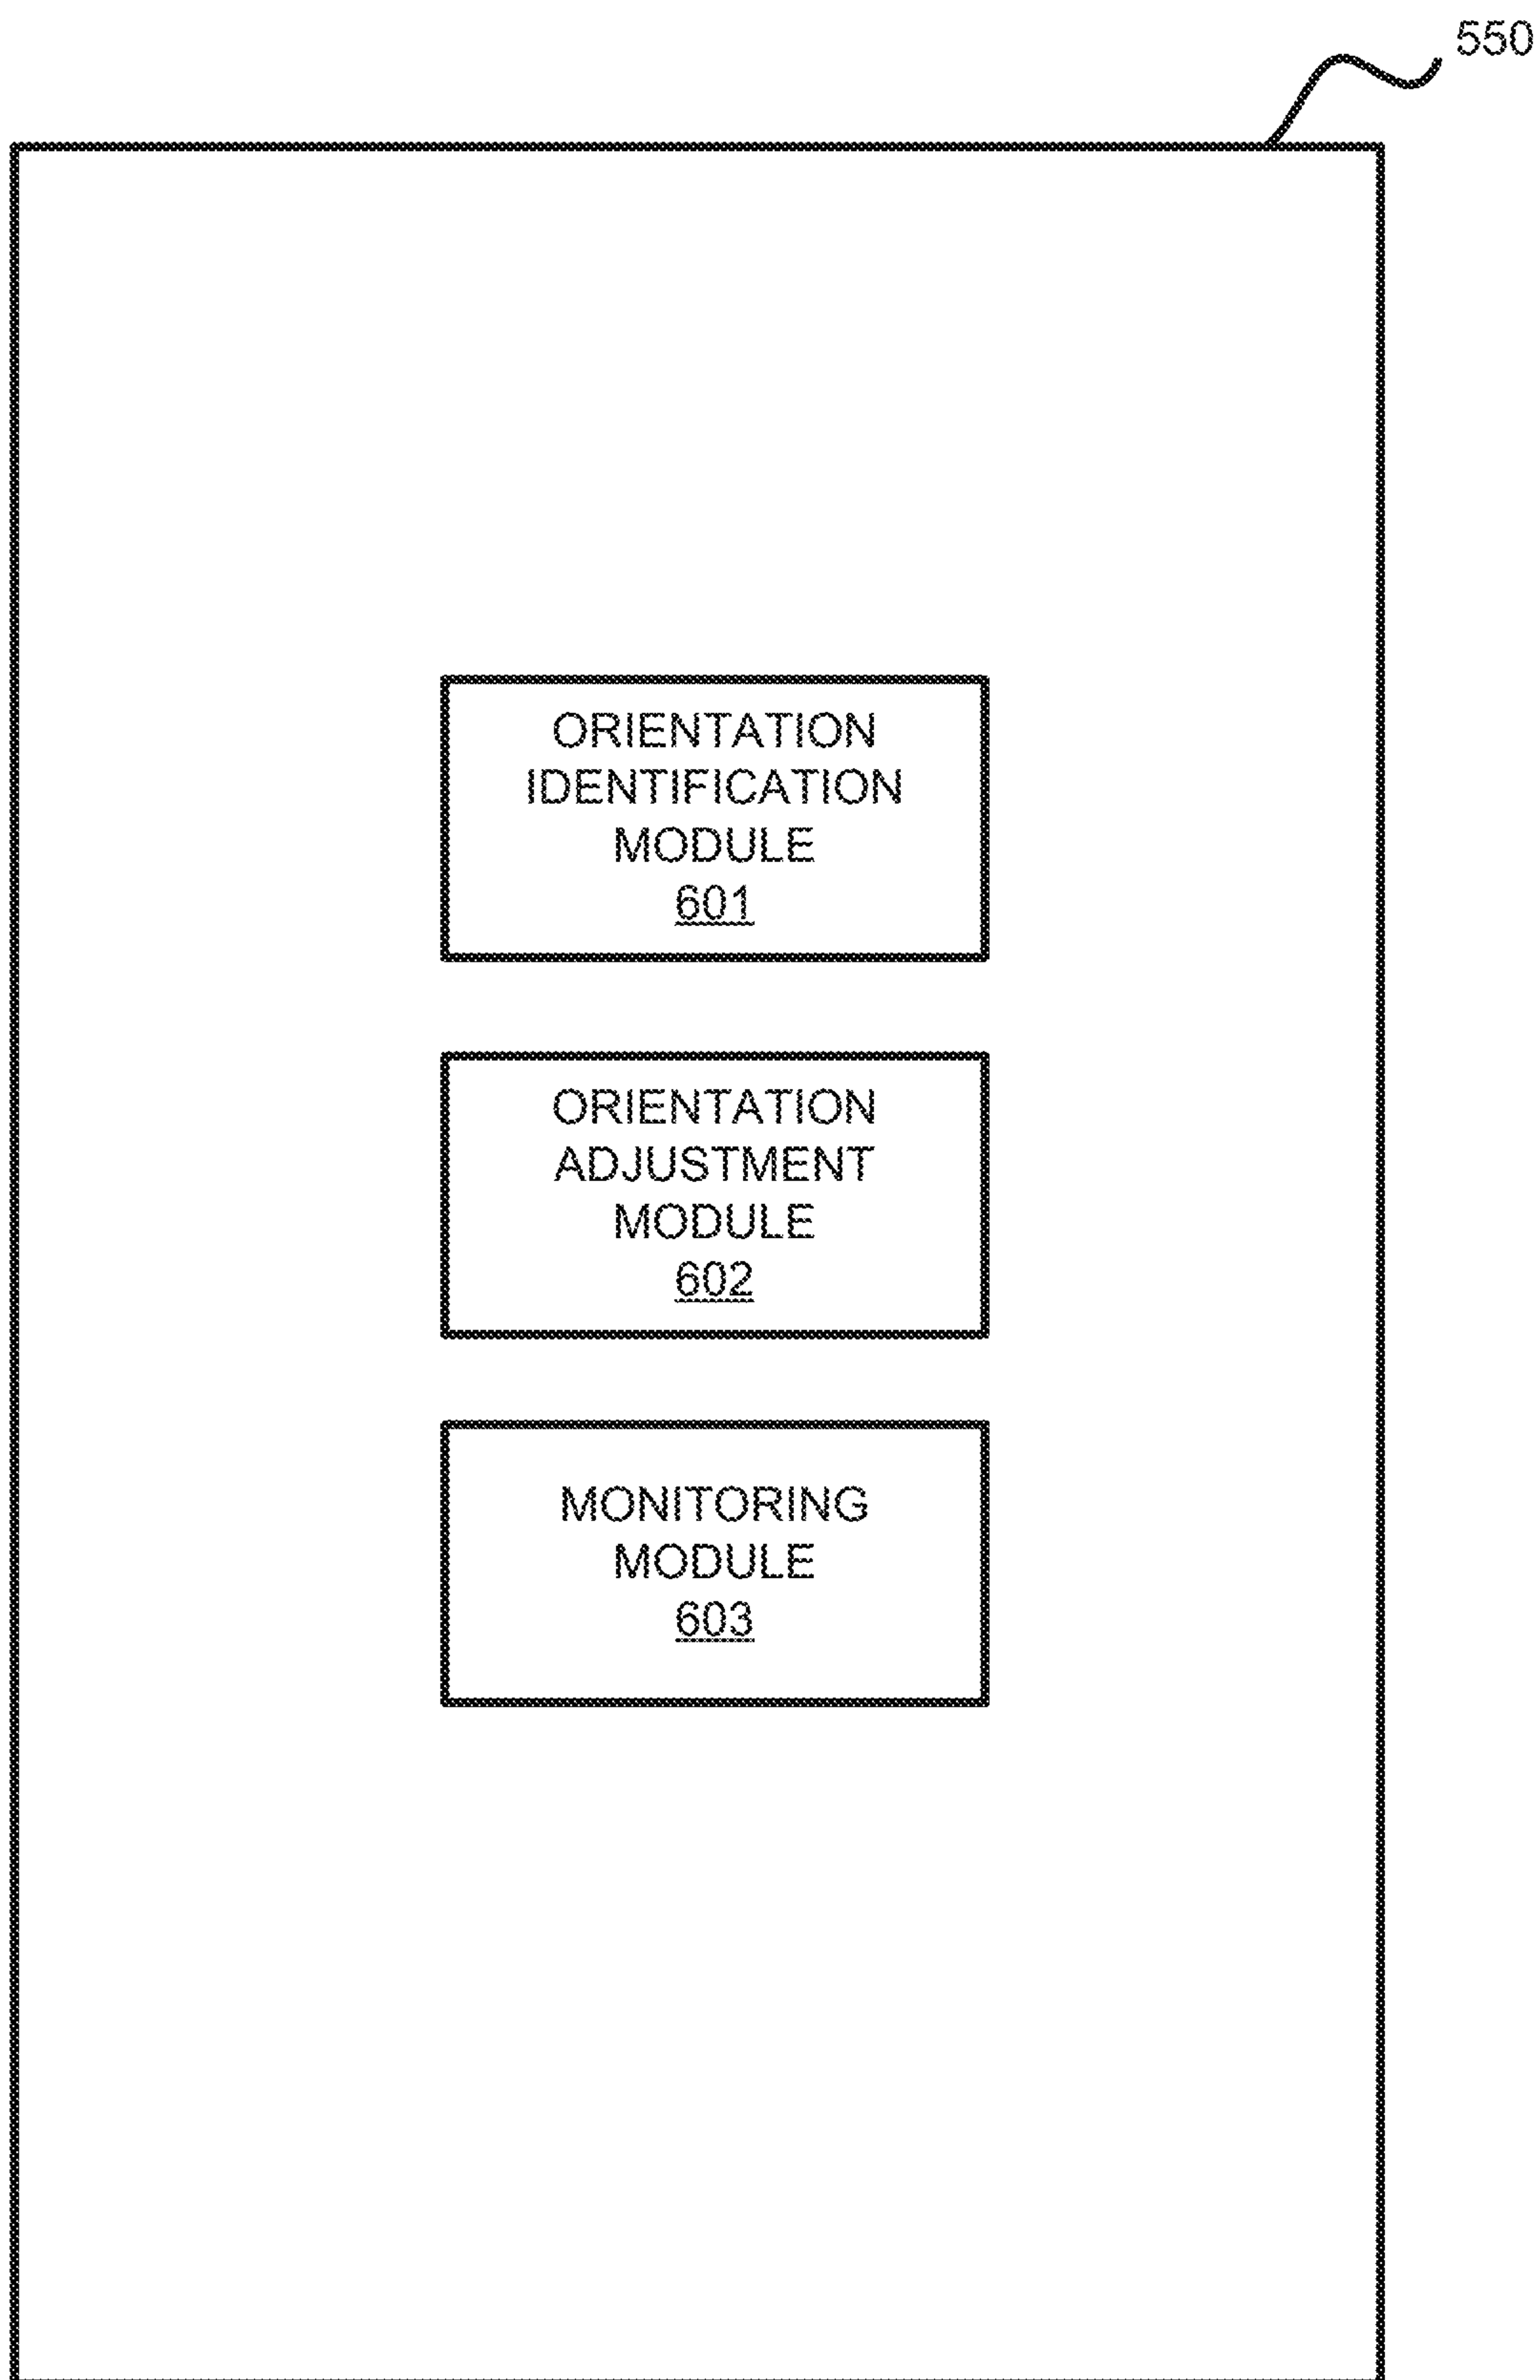 550
ORIENTATION
IDENTIFICATION
MODULE
601
ORIENTATION
ADJUSTMENT
MODULE
602
MONITORING
MODULE
603